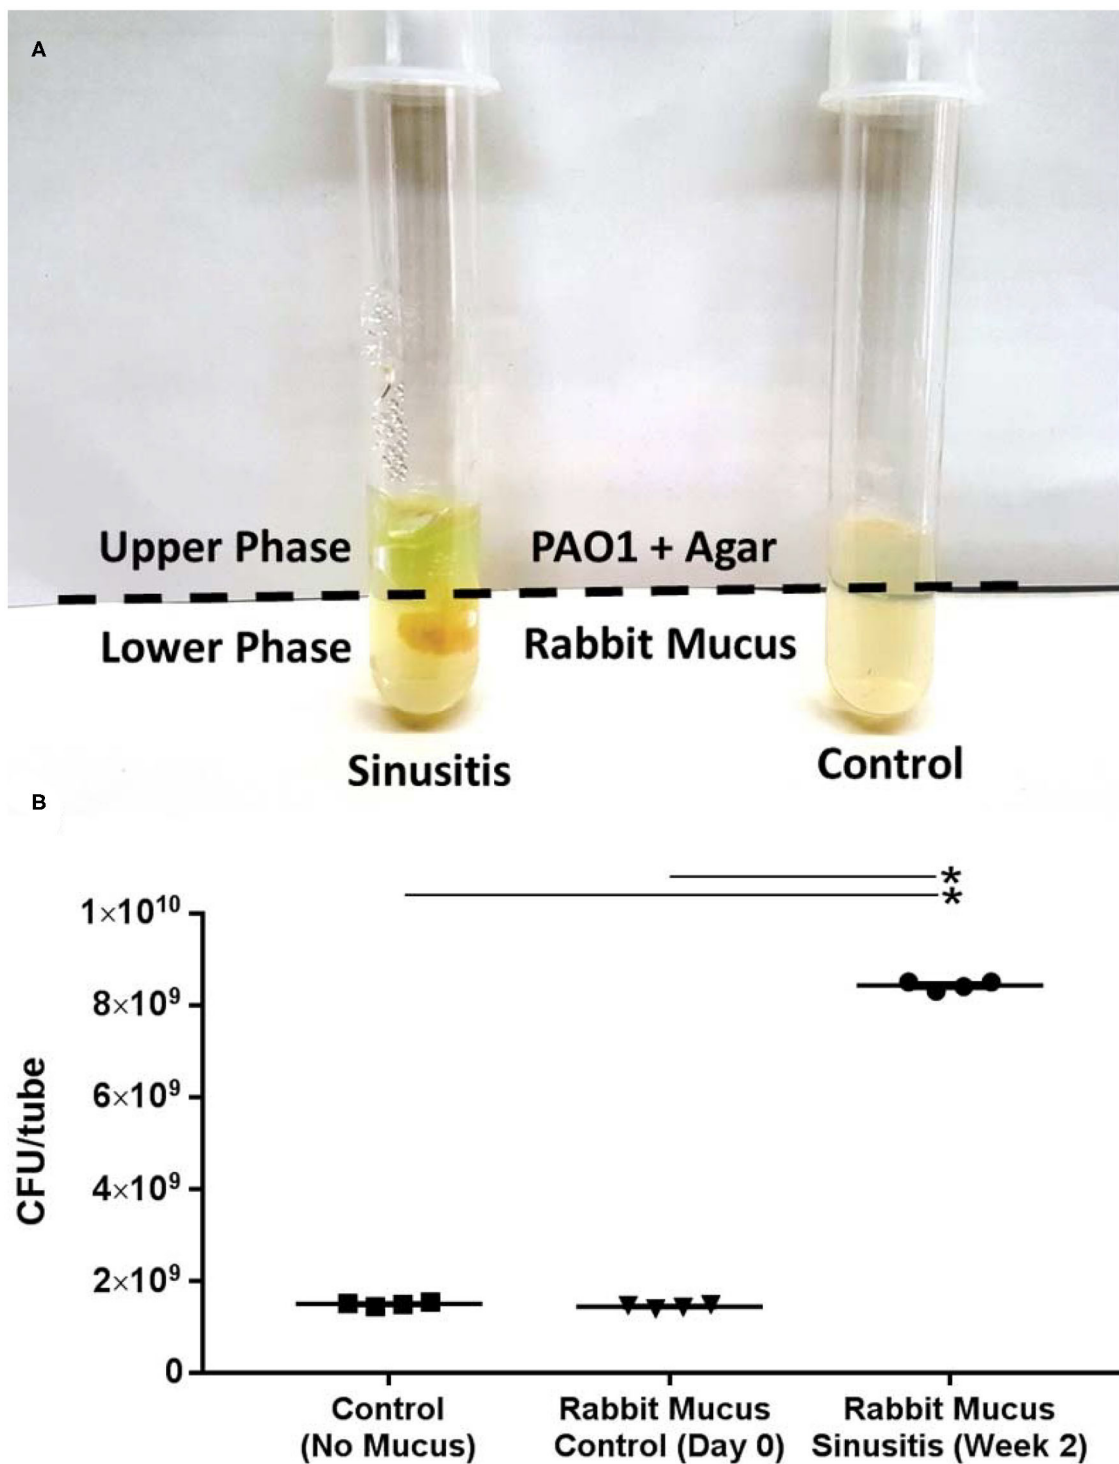 A
Upper Phase PAO1 + Agar
Lower Phase Rabbit Mucus
Sinusitis Control
B
* 
*
1×10¹⁰
8×10⁹
6×10⁹
4×10⁹
2×10⁹
0
CFU/tube
Control Rabbit Mucus Rabbit Mucus
(No Mucus) Control (Day 0) Sinusitis (Week 2)